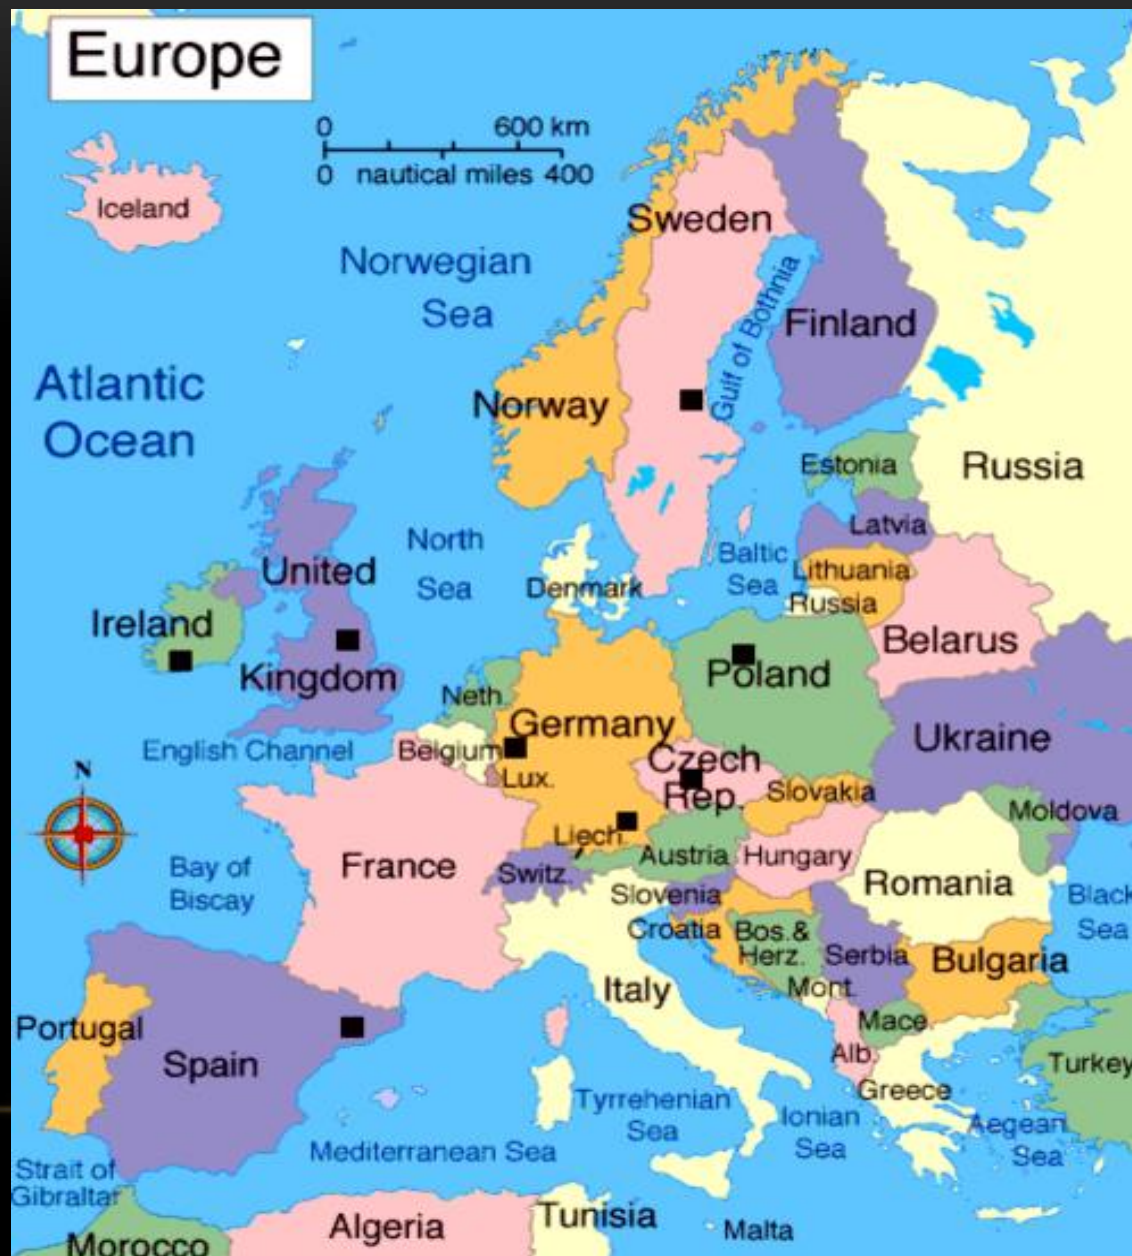 Europe
0 600 km
0 nautical miles 400
Iceland
Sweden
Norwegian
Sea
Gulf of Bothnia
Finland
Atlantic
Ocean
Norway
Estonia
Russia
Latvia
North
Sea
Baltic
Sea
United
Kingdom
Denmark
Lithuania
Russia
Ireland
Belarus
Neth.
Poland
Germany
English Channel
Belgium
Ukraine
Czech
Rep.
N
Lux.
Slovakia
Moldova
Liech.
Bay of
Biscay
France
Switz.
Austria
Hungary
Romania
Slovenia
Black
Sea
Croatia
Bos.&
Herz.
Serbia
Bulgaria
Italy
Mont.
Portugal
Mace.
Spain
Alb.
Turkey
Greece
Tyrrehenian
Sea
Ionian
Sea
Aegean
Sea
Mediterranean Sea
Strait of
Gibraltar
Algeria
Tunisia
Malta
Morocco